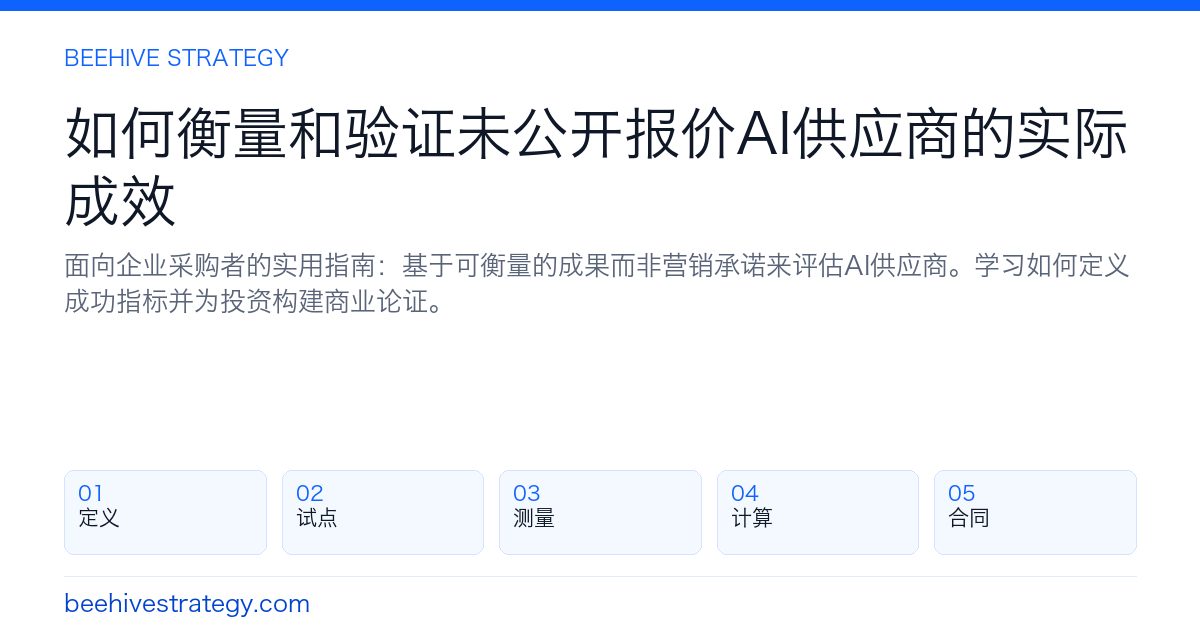 BEEHIVE STRATEGY
如何衡量和验证未公开报价AI供应商的实际
成效
面向企业采购者的实用指南：基于可衡量的成果而非营销承诺来评估AI供应商。学习如何定义
成功指标并为投资构建商业论证。
01
定义
02
试点
03
测量
04
计算
05
合同
beehivestrategy.com